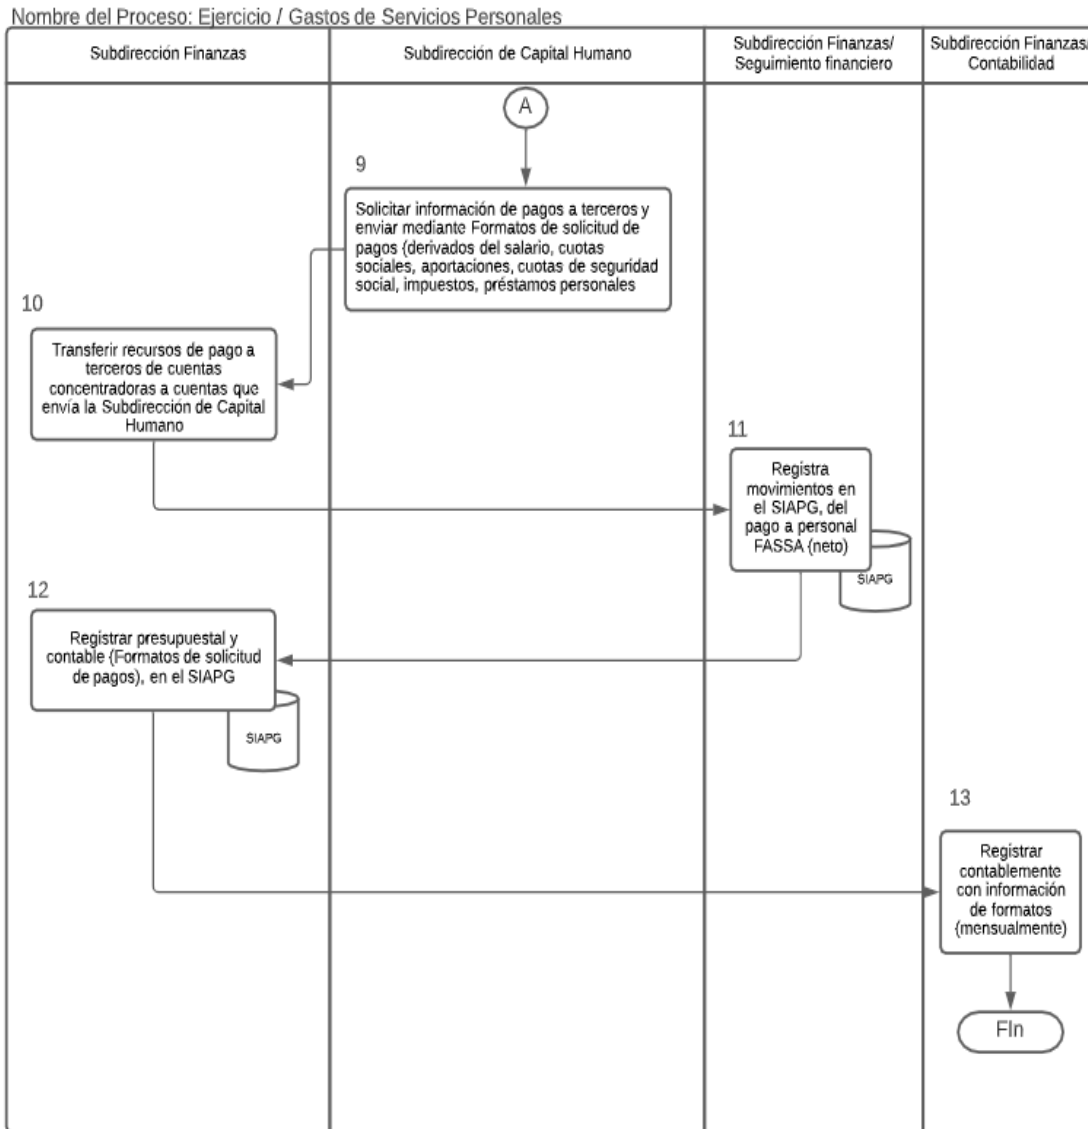 Nombre del Proceso: Ejercicio / Gastos de Servicios Personales
Subdirección Finanzas
Subdirección de Capital Humano
Subdirección Finanzas/
Seguimiento financiero
Subdirección Finanzas/
Contabilidad
A
9
Solicitar información de pagos a terceros y
enviar mediante Formatos de solicitud de
pagos (derivados del salario, cuotas
sociales, aportaciones, cuotas de seguridad
social, impuestos, préstamos personales
10
Transferir recursos de pago a
terceros de cuentas
concentradoras a cuentas que
envía la Subdirección de Capital
Humano
11
Registra
movimientos en
el SIAPG, del
pago a personal
FASSA (neto)
SIAPG
12
Registrar presupuestal y
contable (Formatos de solicitud
de pagos), en el SIAPG
SIAPG
13
Registrar
contablemente
con información
de formatos
(mensualmente)
FIn